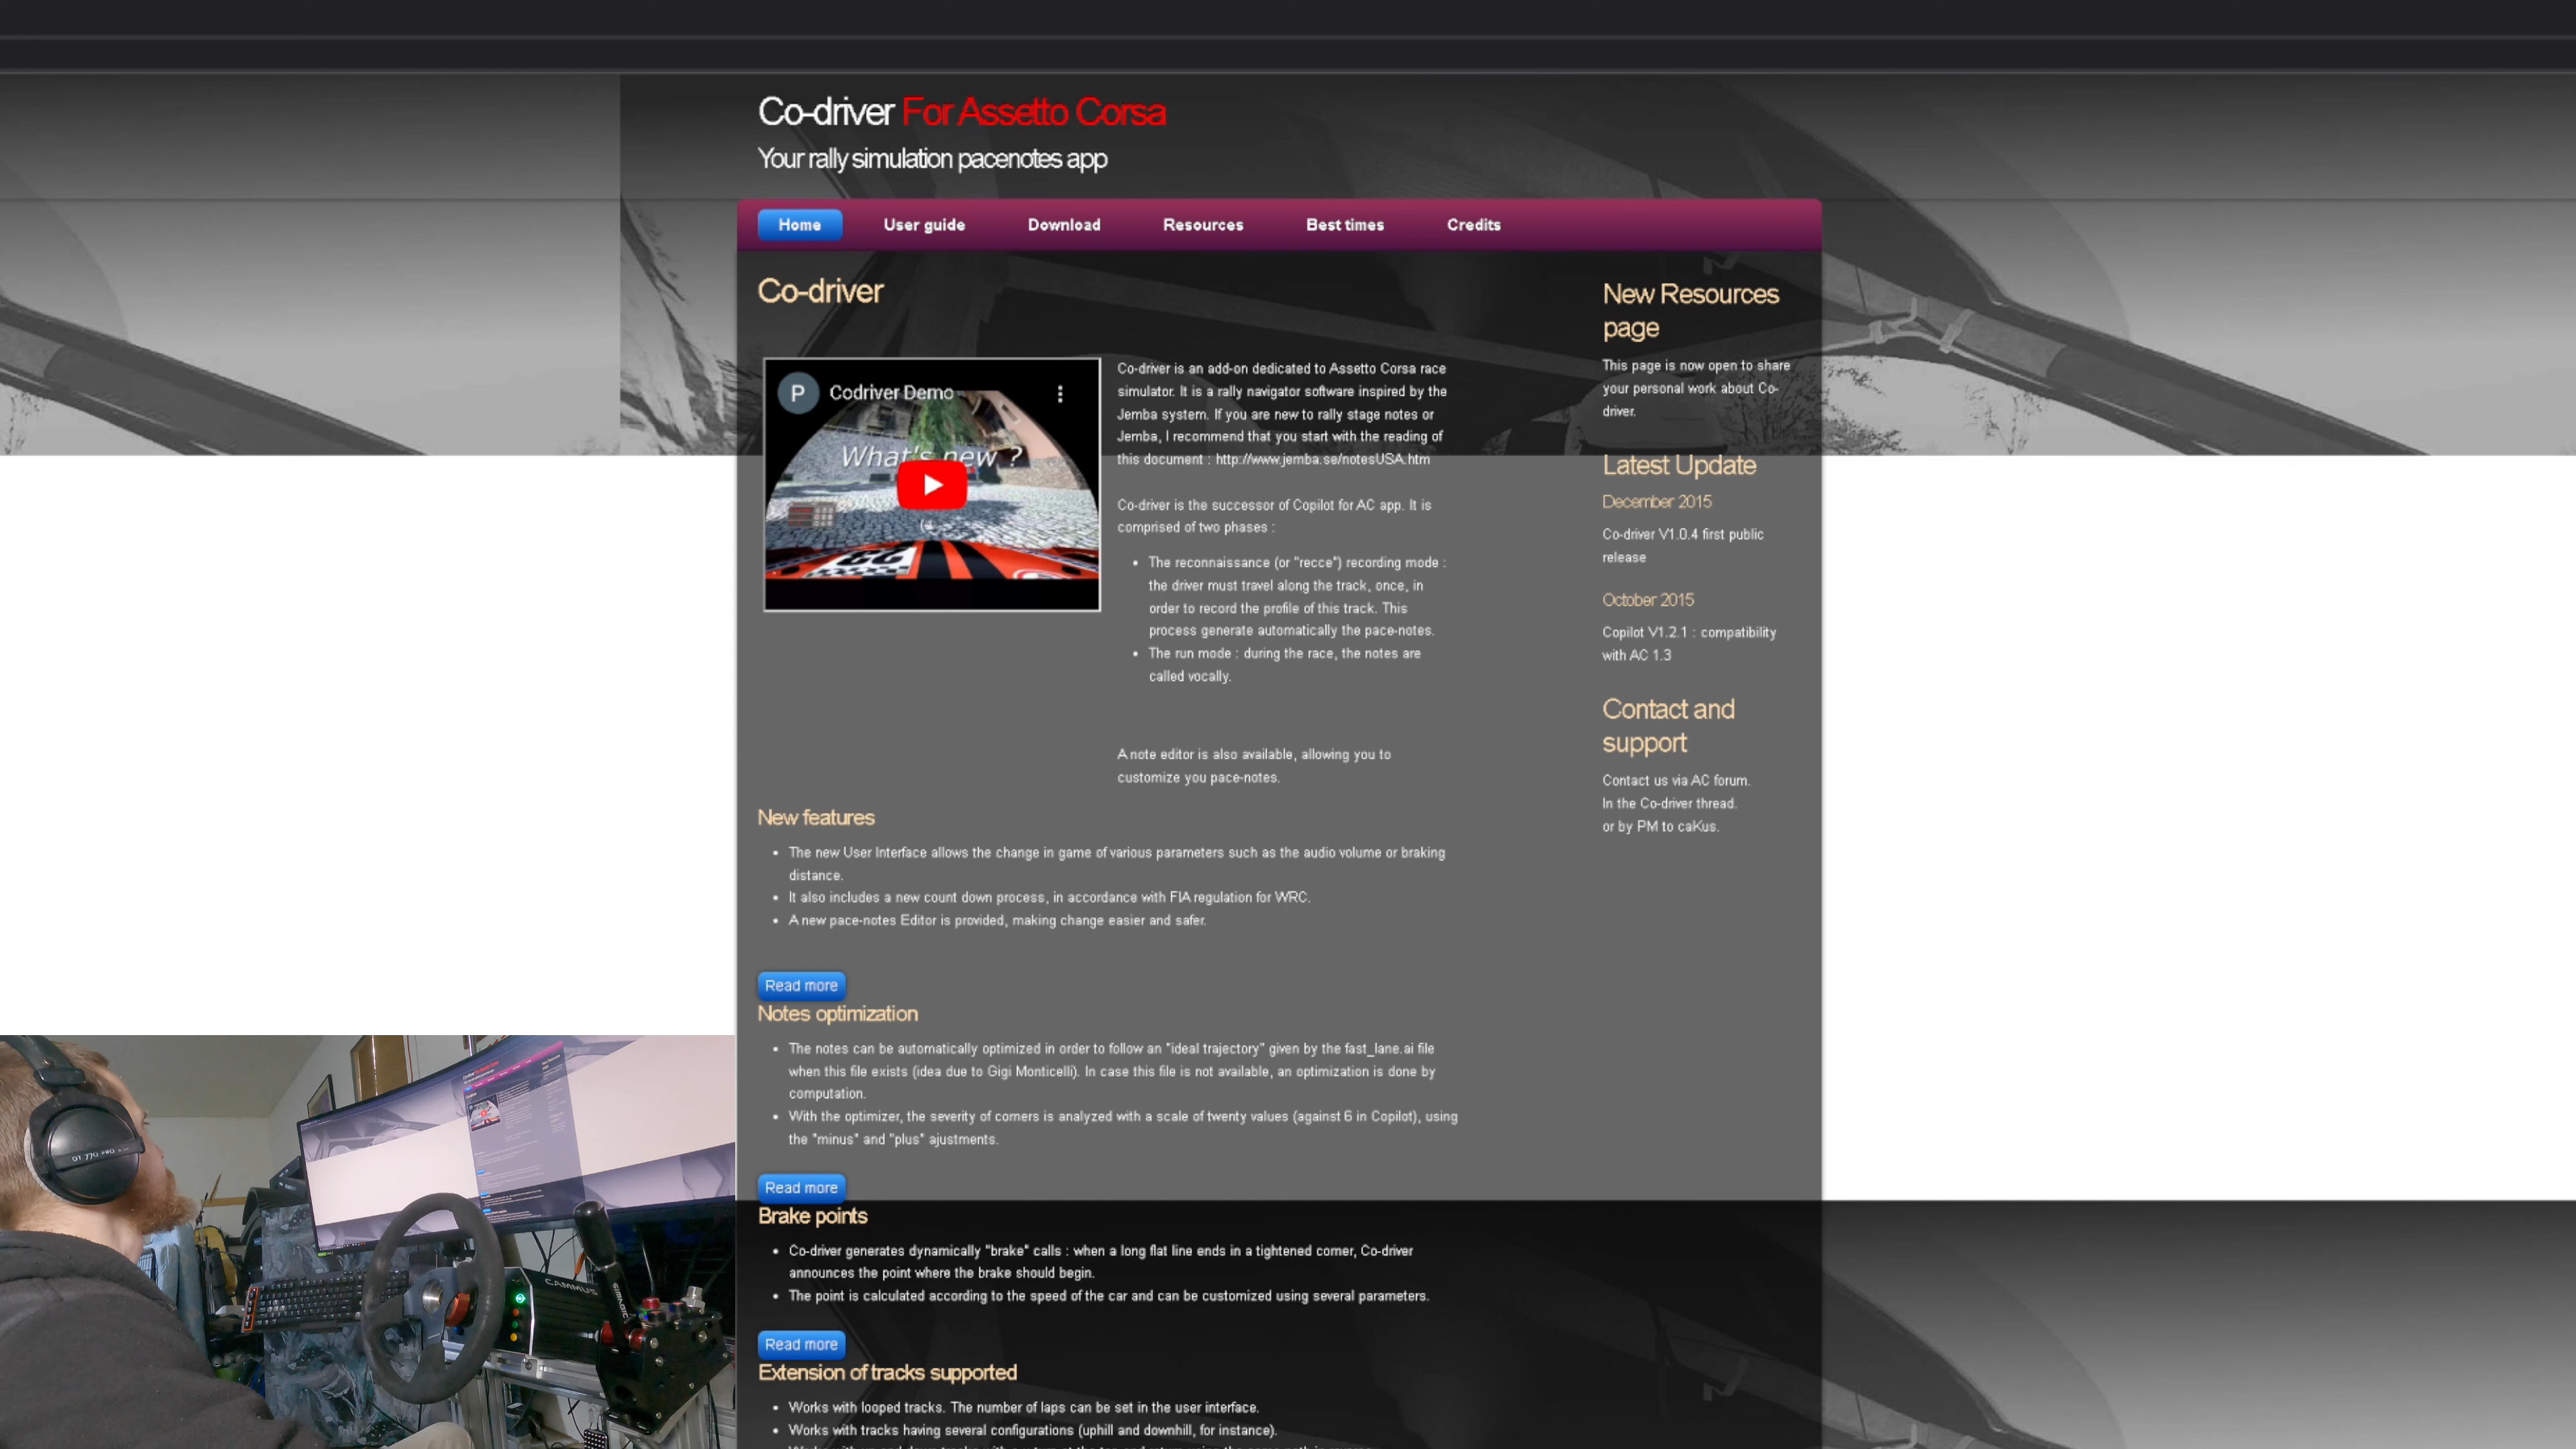 Co-driver For Assetto Corsa
Your rally simulation pacenotes app
Home User guide Download Resources Best times Credits
Co-driver
P Codriver Demo
What's new ?
Co-driver is an add-on dedicated to Assetto Corsa race
simulator. It is a rally navigator software inspired by the
Jemba system. If you are new to rally stage notes or
Jemba, I recommend that you start with the reading of
this document : http://www.jemba.se/notesUSA.htm
Co-driver is the successor of Copilot for AC app. It is
comprised of two phases :
• The reconnaissance (or "recce") recording mode :
the driver must travel along the track, once, in
order to record the profile of this track. This
process generate automatically the pace-notes.
• The run mode : during the race, the notes are
called vocally.
A note editor is also available, allowing you to
customize you pace-notes.
New features
• The new User Interface allows the change in game of various parameters such as the audio volume or braking
distance.
• It also includes a new count down process, in accordance with FIA regulation for WRC.
• A new pace-notes Editor is provided, making change easier and safer.
Read more
Notes optimization
• The notes can be automatically optimized in order to follow an "ideal trajectory" given by the fast_lane.ai file
when this file exists (idea due to Gigi Monticelli). In case this file is not available, an optimization is done by
computation.
• With the optimizer, the severity of corners is analyzed with a scale of twenty values (against 6 in Copilot), using
the "minus" and "plus" ajustments.
Read more
Brake points
• Co-driver generates dynamically "brake" calls : when a long flat line ends in a tightened corner, Co-driver
announces the point where the brake should begin.
• The point is calculated according to the speed of the car and can be customized using several parameters.
Read more
Extension of tracks supported
• Works with looped tracks. The number of laps can be set in the user interface.
• Works with tracks having several configurations (uphill and downhill, for instance).
New Resources
page
This page is now open to share
your personal work about Co-
driver.
Latest Update
December 2015
Co-driver V1.0.4 first public
release
October 2015
Copilot V1.2.1 : compatibility
with AC 1.3
Contact and
support
Contact us via AC forum.
In the Co-driver thread.
or by PM to caKus.
CAMMUS